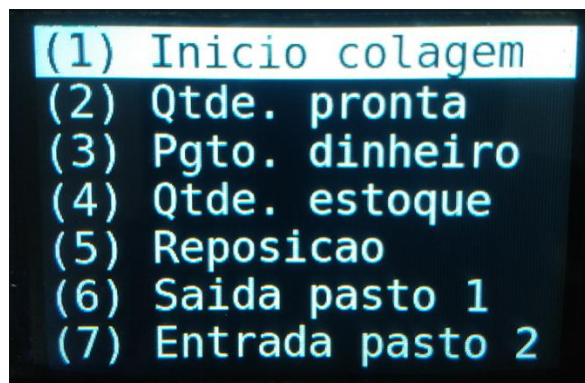 (1) Inicio colagem
(2) Qtde. pronta
(3) Pgto. dinheiro
(4) Qtde. estoque
(5) Reposicao
(6) Saida pasto 1
(7) Entrada pasto 2